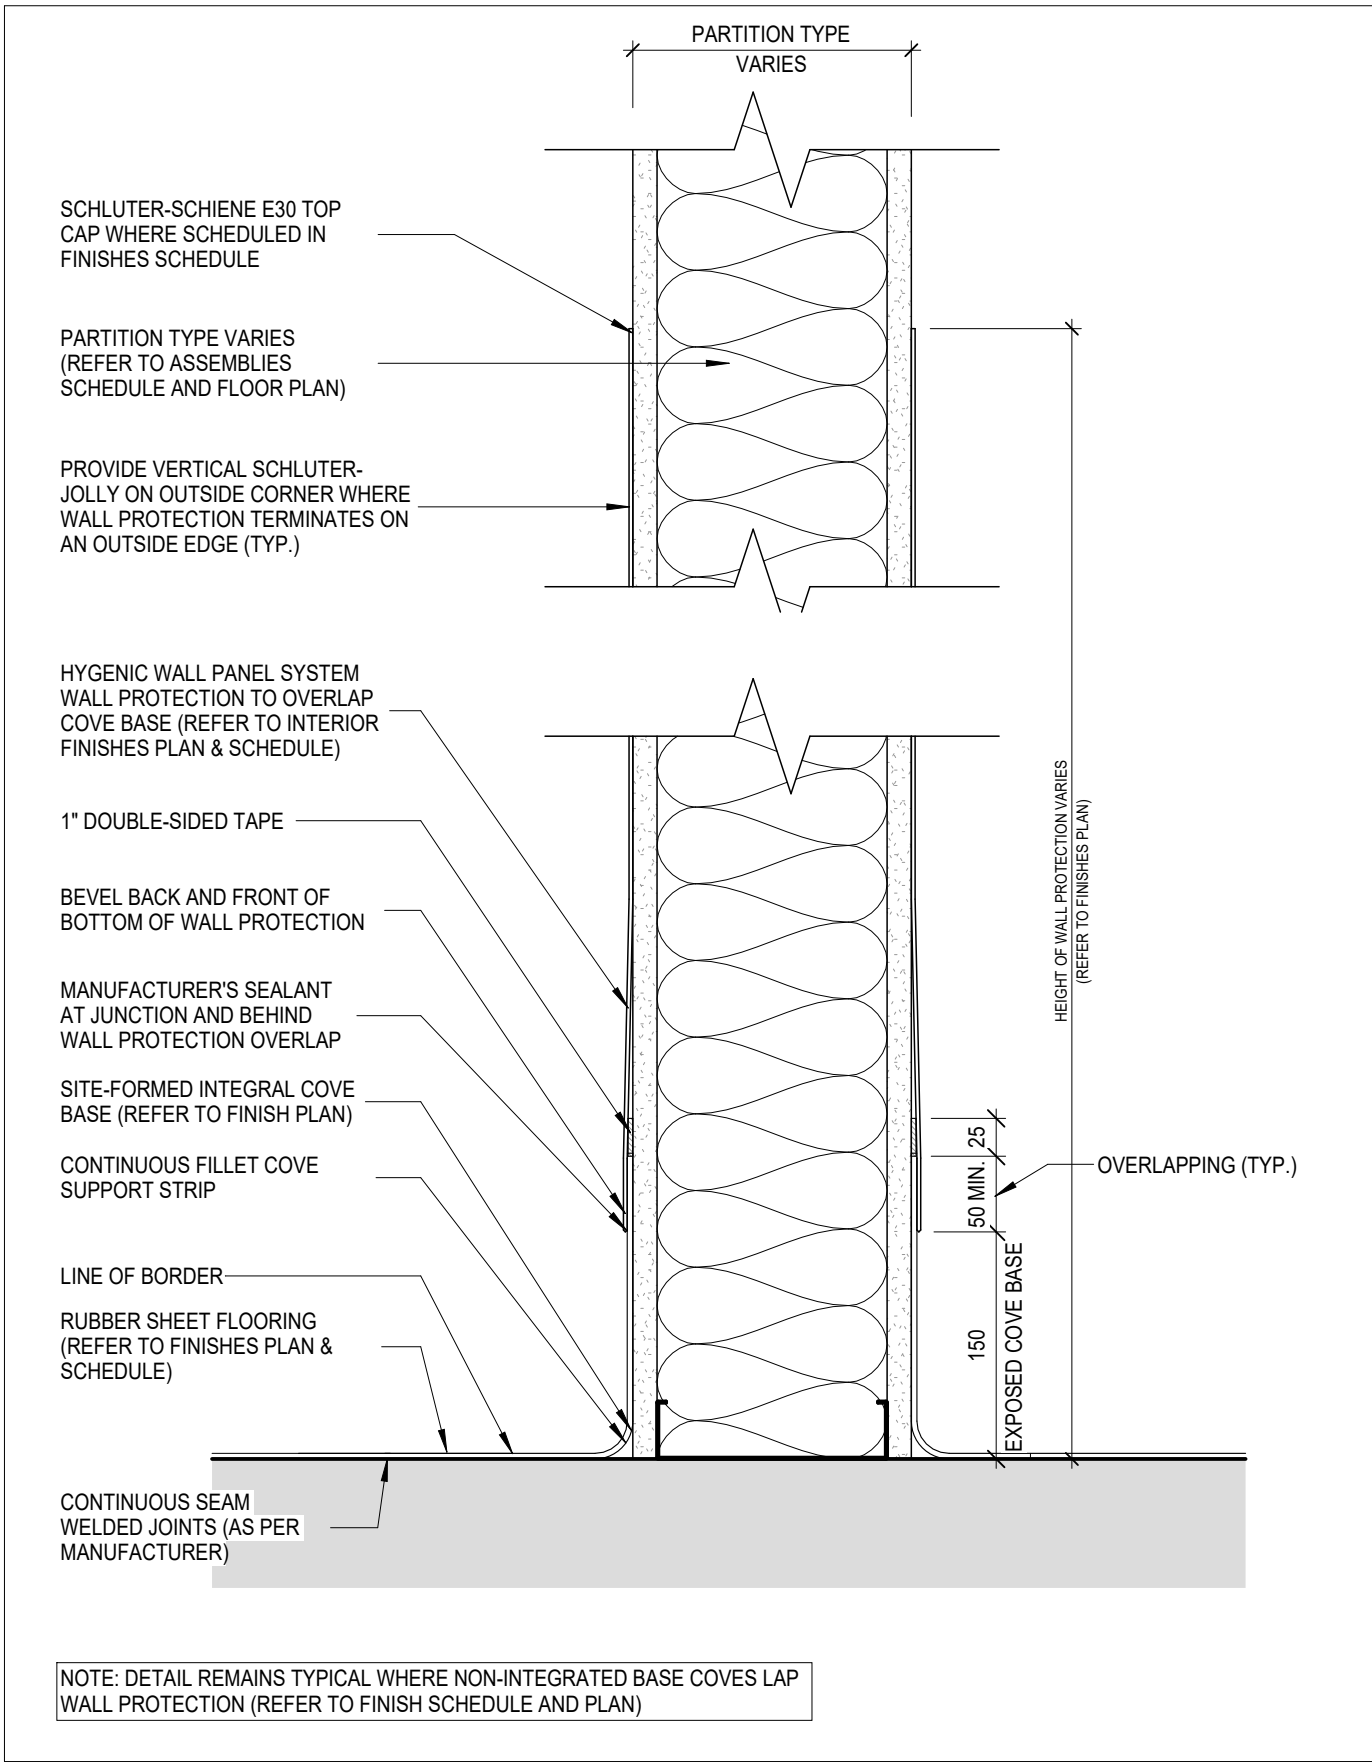 PARTITION TYPE
VARIES
SCHLUTER-SCHIENE E30 TOP
CAP WHERE SCHEDULED IN
FINISHES SCHEDULE
PARTITION TYPE VARIES
(REFER TO ASSEMBLIES
SCHEDULE AND FLOOR PLAN)
PROVIDE VERTICAL SCHLUTER-
JOLLY ON OUTSIDE CORNER WHERE
WALL PROTECTION TERMINATES ON
AN OUTSIDE EDGE (TYP.)
HYGENIC WALL PANEL SYSTEM
WALL PROTECTION TO OVERLAP
COVE BASE (REFER TO INTERIOR
FINISHES PLAN & SCHEDULE)
1" DOUBLE-SIDED TAPE
BEVEL BACK AND FRONT OF
BOTTOM OF WALL PROTECTION
MANUFACTURER'S SEALANT
AT JUNCTION AND BEHIND
WALL PROTECTION OVERLAP
SITE-FORMED INTEGRAL COVE
BASE (REFER TO FINISH PLAN)
CONTINUOUS FILLET COVE
SUPPORT STRIP
LINE OF BORDER
RUBBER SHEET FLOORING
(REFER TO FINISHES PLAN &
SCHEDULE)
CONTINUOUS SEAM
WELDED JOINTS (AS PER
MANUFACTURER)
HEIGHT OF WALL PROTECTION VARIES
(REFER TO FINISHES PLAN)
25
50 MIN.
OVERLAPPING (TYP.)
150
EXPOSED COVE BASE
NOTE: DETAIL REMAINS TYPICAL WHERE NON-INTEGRATED BASE COVES LAP
WALL PROTECTION (REFER TO FINISH SCHEDULE AND PLAN)